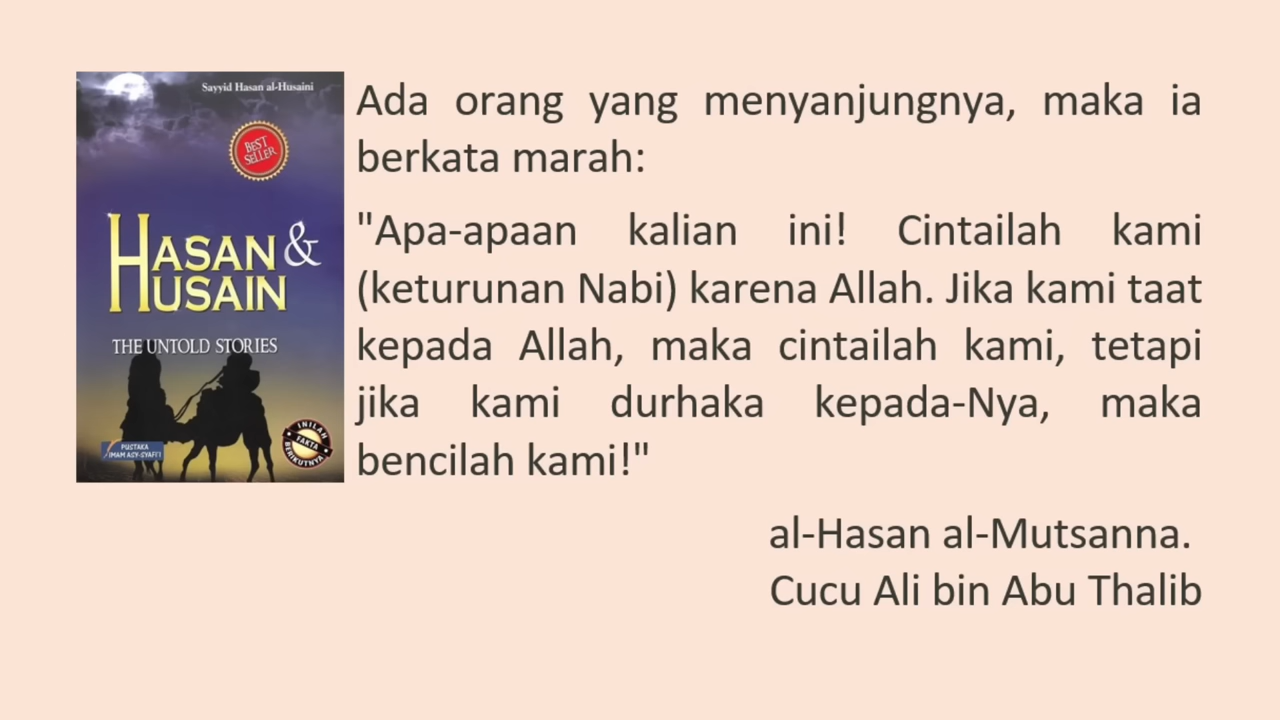 Sayyid Hasan al-Husaini
BEST
SELLER
HASAN &
HUSAIN
THE UNTOLD STORIES
PUSTAKA
IMAM ASY-SYAFI'I
INILAH
FAKTA
BERIKUTNYA
Ada orang yang menyanjungnya, maka ia
berkata marah:
"Apa-apaan kalian ini! Cintailah kami
(keturunan Nabi) karena Allah. Jika kami taat
kepada Allah, maka cintailah kami, tetapi
jika kami durhaka kepada-Nya, maka
bencilah kami!"
al-Hasan al-Mutsanna.
Cucu Ali bin Abu Thalib